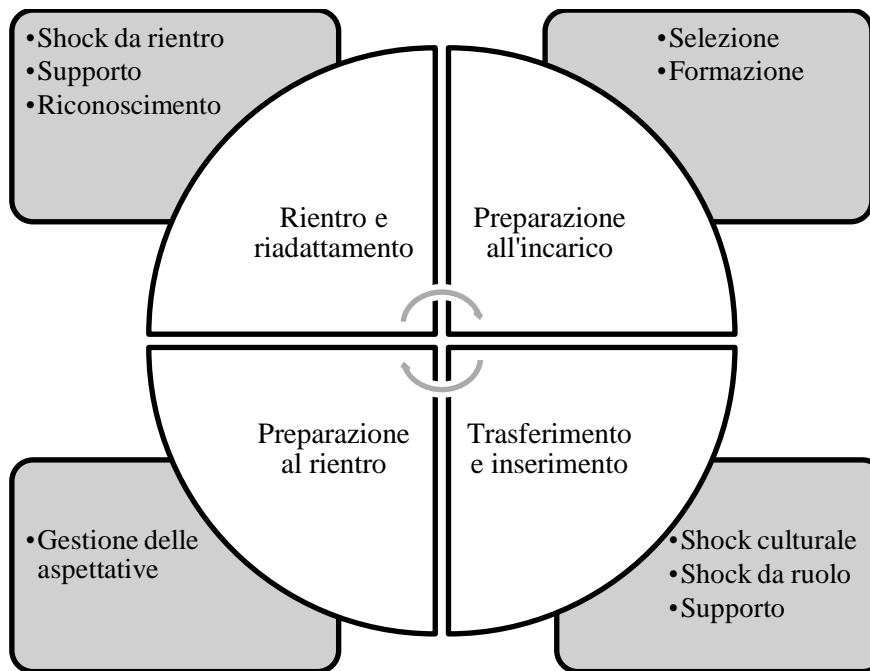 •Shock da rientro
•Supporto
•Riconoscimento
•Selezione
•Formazione
Rientro e
riadattamento
Preparazione
all'incarico
Preparazione
al rientro
Trasferimento
e inserimento
•Gestione delle
aspettative
•Shock culturale
•Shock da ruolo
•Supporto